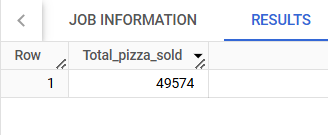 JOB INFORMATION RESULTS
Row Total_pizza_sold
1 49574